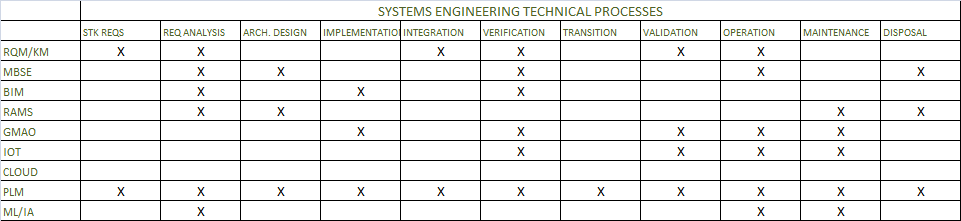 SYSTEMS ENGINEERING TECHNICAL PROCESSES
STK REQS REQ ANALYSIS ARCH. DESIGN IMPLEMENTATIO INTEGRATION VERIFICATION TRANSITION VALIDATION OPERATION MAINTENANCE DISPOSAL
RQM/KM X X X X X X
MBSE X X X X X
BIM X X X
RAMS X X X X
GMAO X X X X X
IOT X X X X
CLOUD
PLM X X X X X X X X X X X
ML/IA X X X